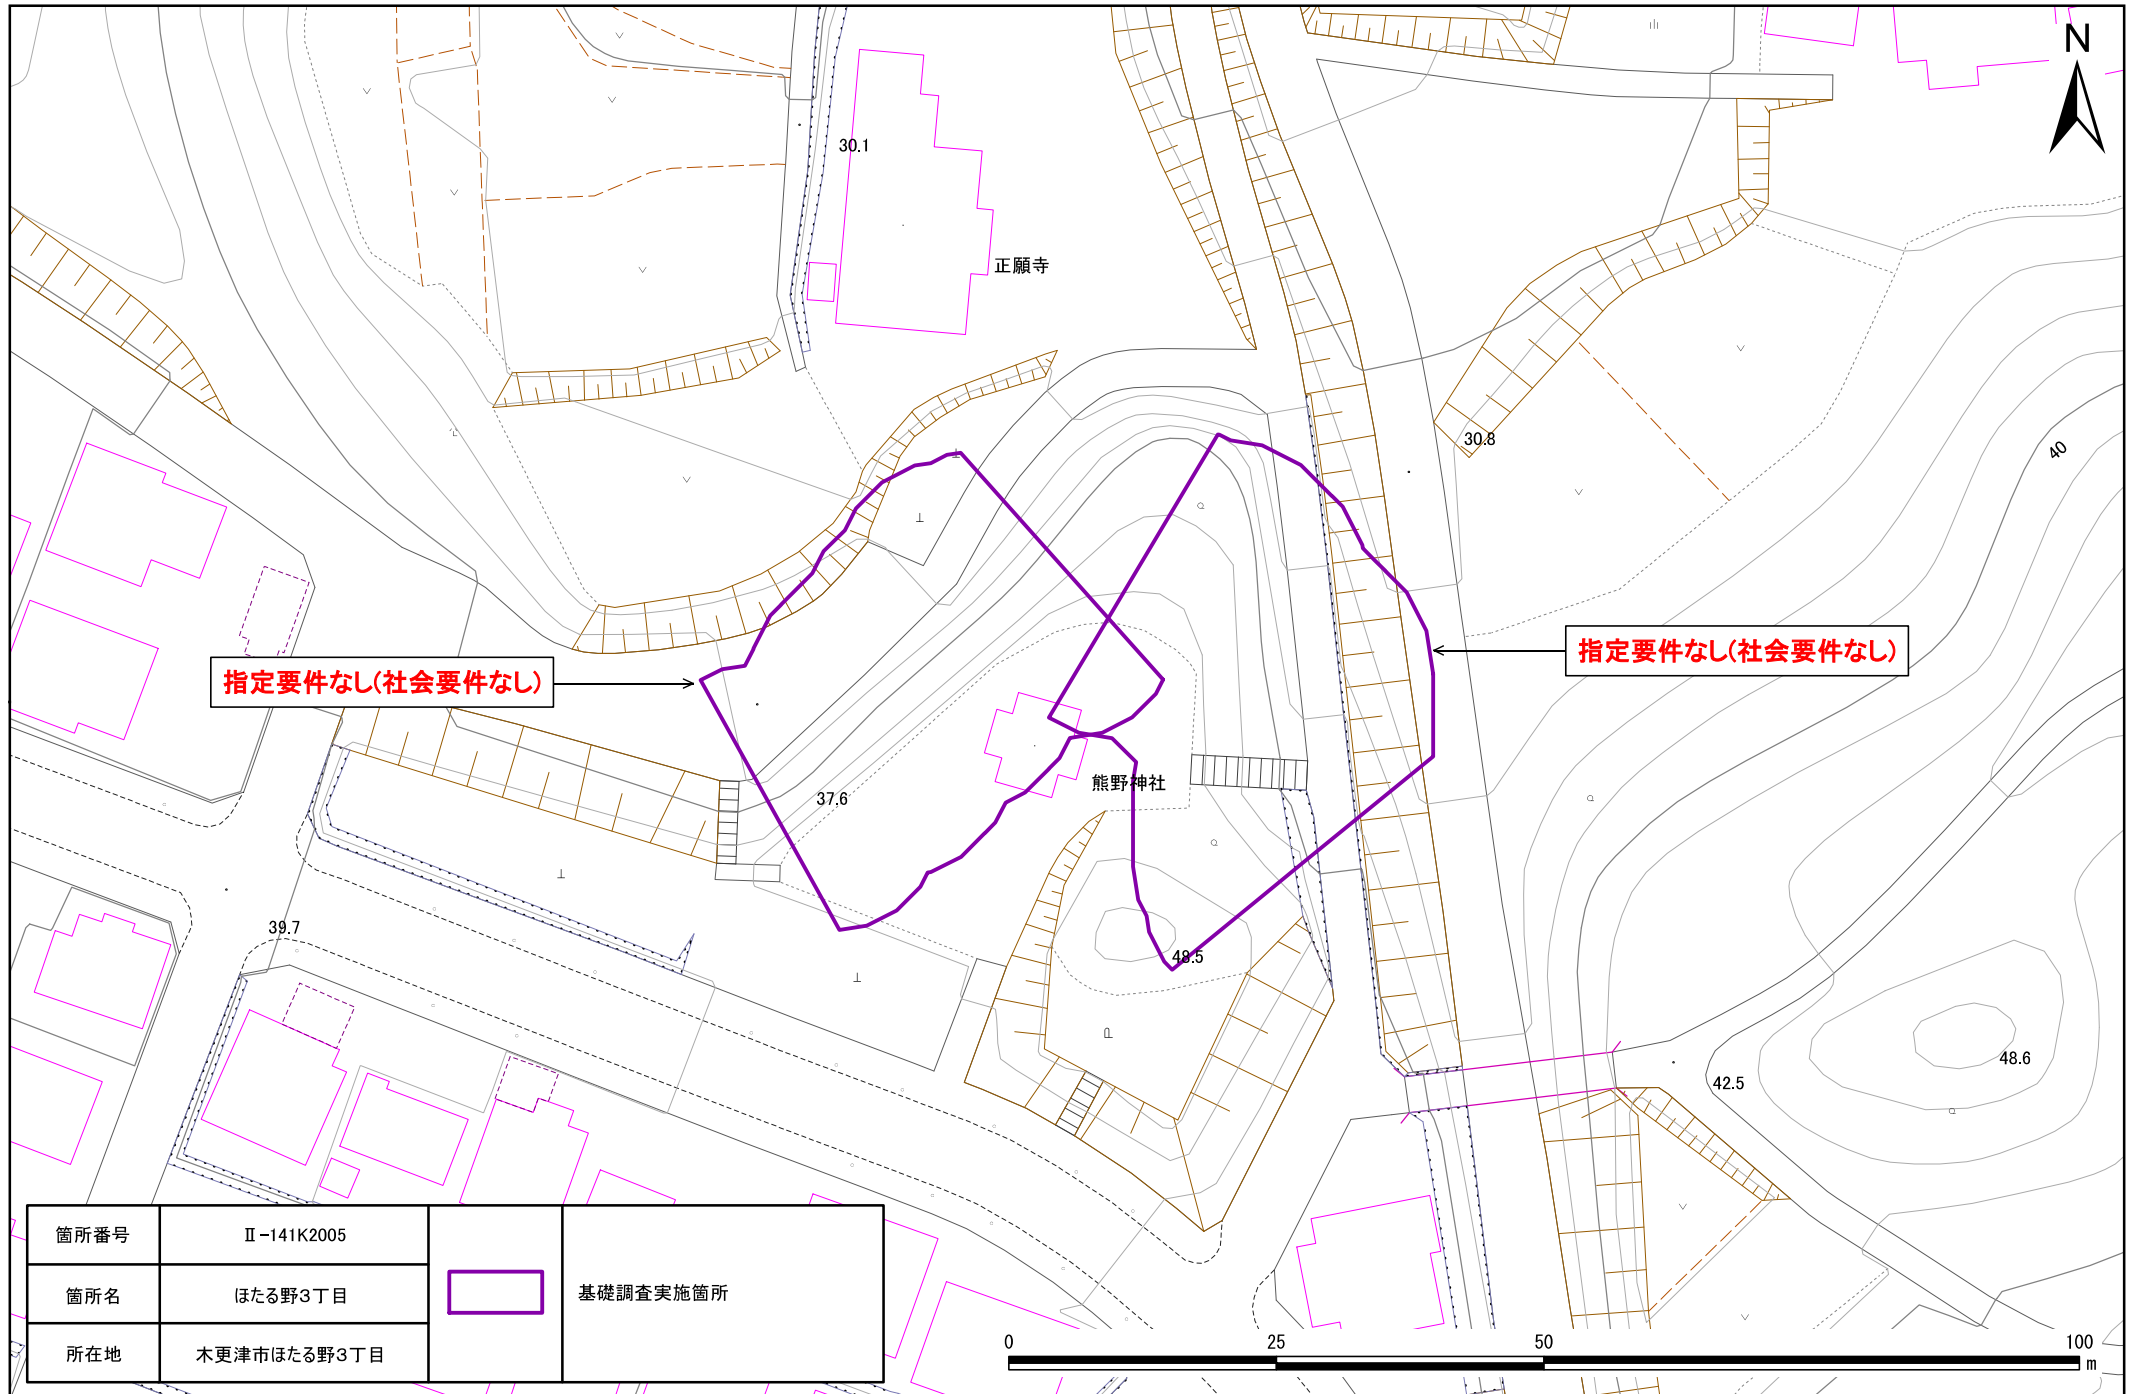 N
30.1
正願寺
30.8
40
指定要件なし(社会要件なし)
指定要件なし(社会要件なし)
熊野神社
37.6
39.7
48.5
48.6
42.5
箇所番号 Ⅱ-141K2005
箇所名 ほたる野3丁目
所在地 木更津市ほたる野3丁目
基礎調査実施箇所
0 25 50 100
m